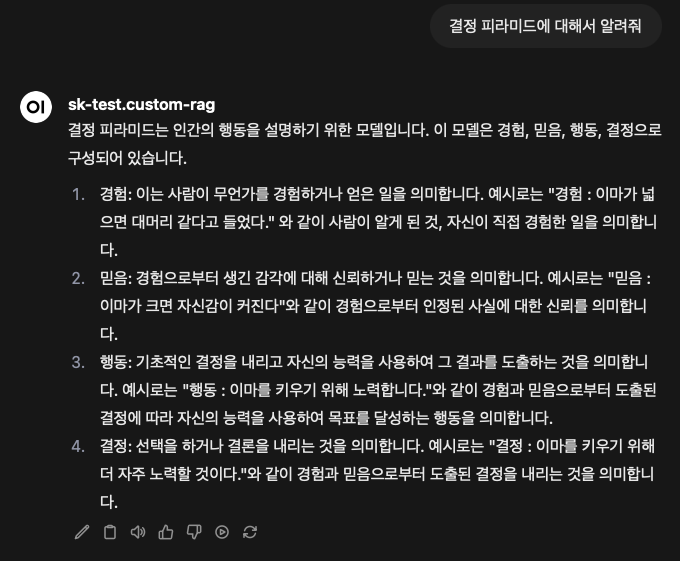 결정 피라미드에 대해서 알려줘
OI
sk-test.custom-rag
결정 피라미드는 인간의 행동을 설명하기 위한 모델입니다. 이 모델은 경험, 믿음, 행동, 결정으로
구성되어 있습니다.
1. 경험: 이는 사람이 무언가를 경험하거나 얻은 일을 의미합니다. 예시로는 "경험 : 이마가 넓
으면 대머리 같다고 들었다." 와 같이 사람이 알게 된 것, 자신이 직접 경험한 일을 의미합니
다.
2. 믿음: 경험으로부터 생긴 감각에 대해 신뢰하거나 믿는 것을 의미합니다. 예시로는 "믿음 :
이마가 크면 자신감이 커진다"와 같이 경험으로부터 인정된 사실에 대한 신뢰를 의미합니
다.
3. 행동: 기초적인 결정을 내리고 자신의 능력을 사용하여 그 결과를 도출하는 것을 의미합니
다. 예시로는 "행동 : 이마를 키우기 위해 노력합니다."와 같이 경험과 믿음으로부터 도출된
결정에 따라 자신의 능력을 사용하여 목표를 달성하는 행동을 의미합니다.
4. 결정: 선택을 하거나 결론을 내리는 것을 의미합니다. 예시로는 "결정 : 이마를 키우기 위해
더 자주 노력할 것이다."와 같이 경험과 믿음으로부터 도출된 결정을 내리는 것을 의미합니
다.